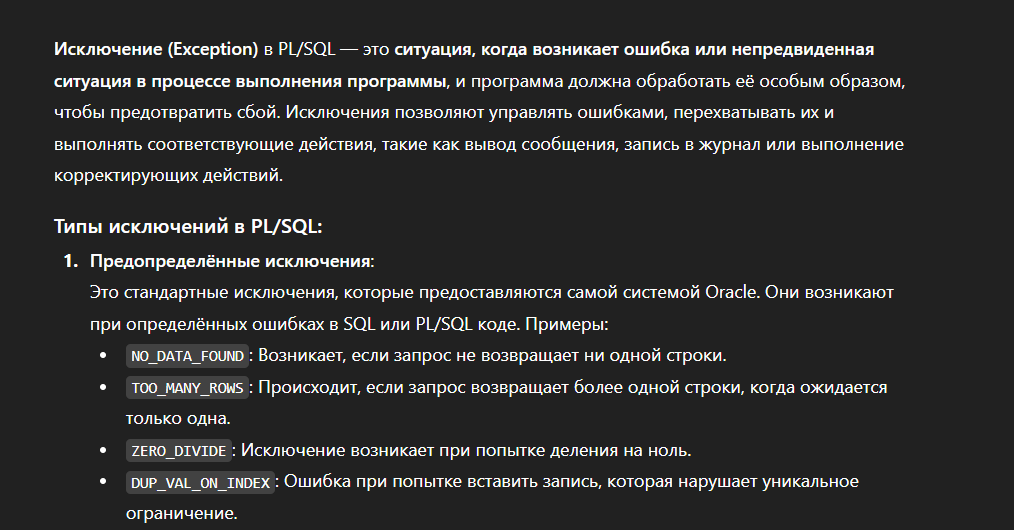 Исключение (Exception) в PL/SQL — это ситуация, когда возникает ошибка или непредвиденная
ситуация в процессе выполнения программы, и программа должна обработать её особым образом,
чтобы предотвратить сбой. Исключения позволяют управлять ошибками, перехватывать их и
выполнять соответствующие действия, такие как вывод сообщения, запись в журнал или выполнение
корректирующих действий.
Типы исключений в PL/SQL:
1. Предопределённые исключения:
Это стандартные исключения, которые предоставляются самой системой Oracle. Они возникают
при определённых ошибках в SQL или PL/SQL коде. Примеры:
• NO_DATA_FOUND: Возникает, если запрос не возвращает ни одной строки.
• TOO_MANY_ROWS: Происходит, если запрос возвращает более одной строки, когда ожидается
только одна.
• ZERO_DIVIDE: Исключение возникает при попытке деления на ноль.
• DUP_VAL_ON_INDEX: Ошибка при попытке вставить запись, которая нарушает уникальное
ограничение.